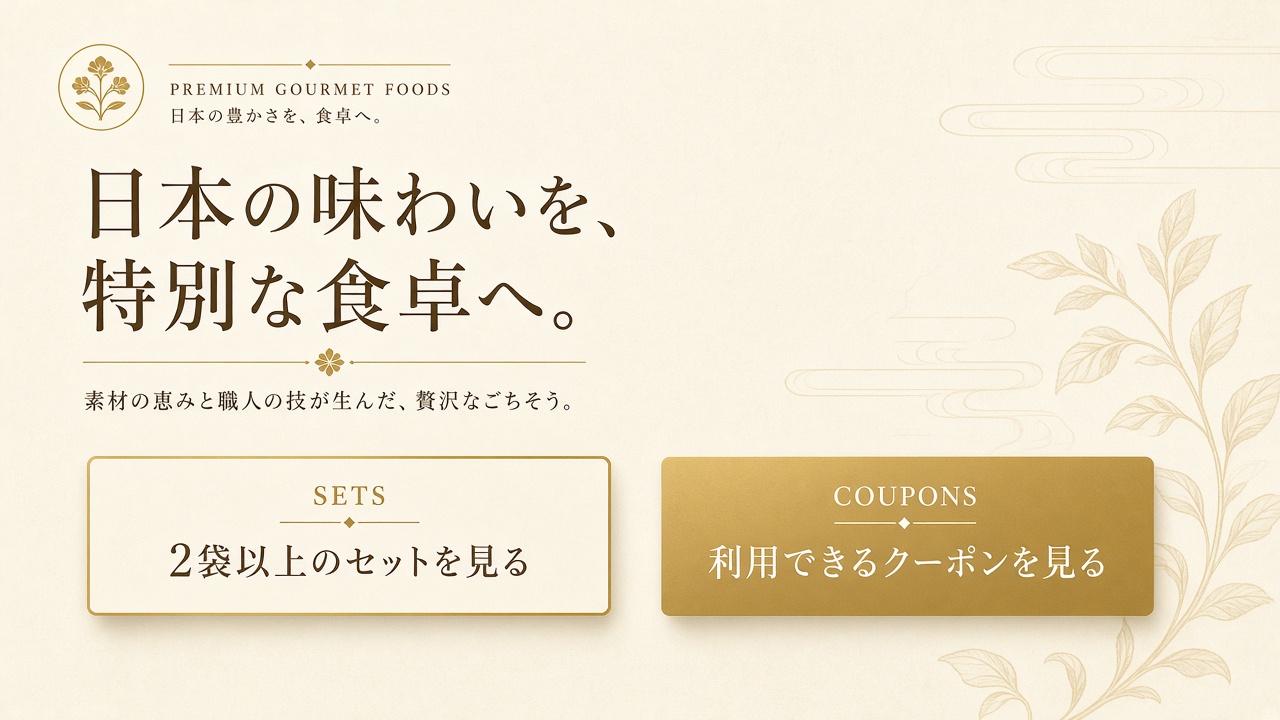 PREMIUM GOURMET FOODS
日本の豊かさを、食卓へ。
日本の味わいを、
特別な食卓へ。
素材の恵みと職人の技が生んだ、贅沢なごちそう。
SETS
2袋以上のセットを見る
COUPONS
利用できるクーポンを見る